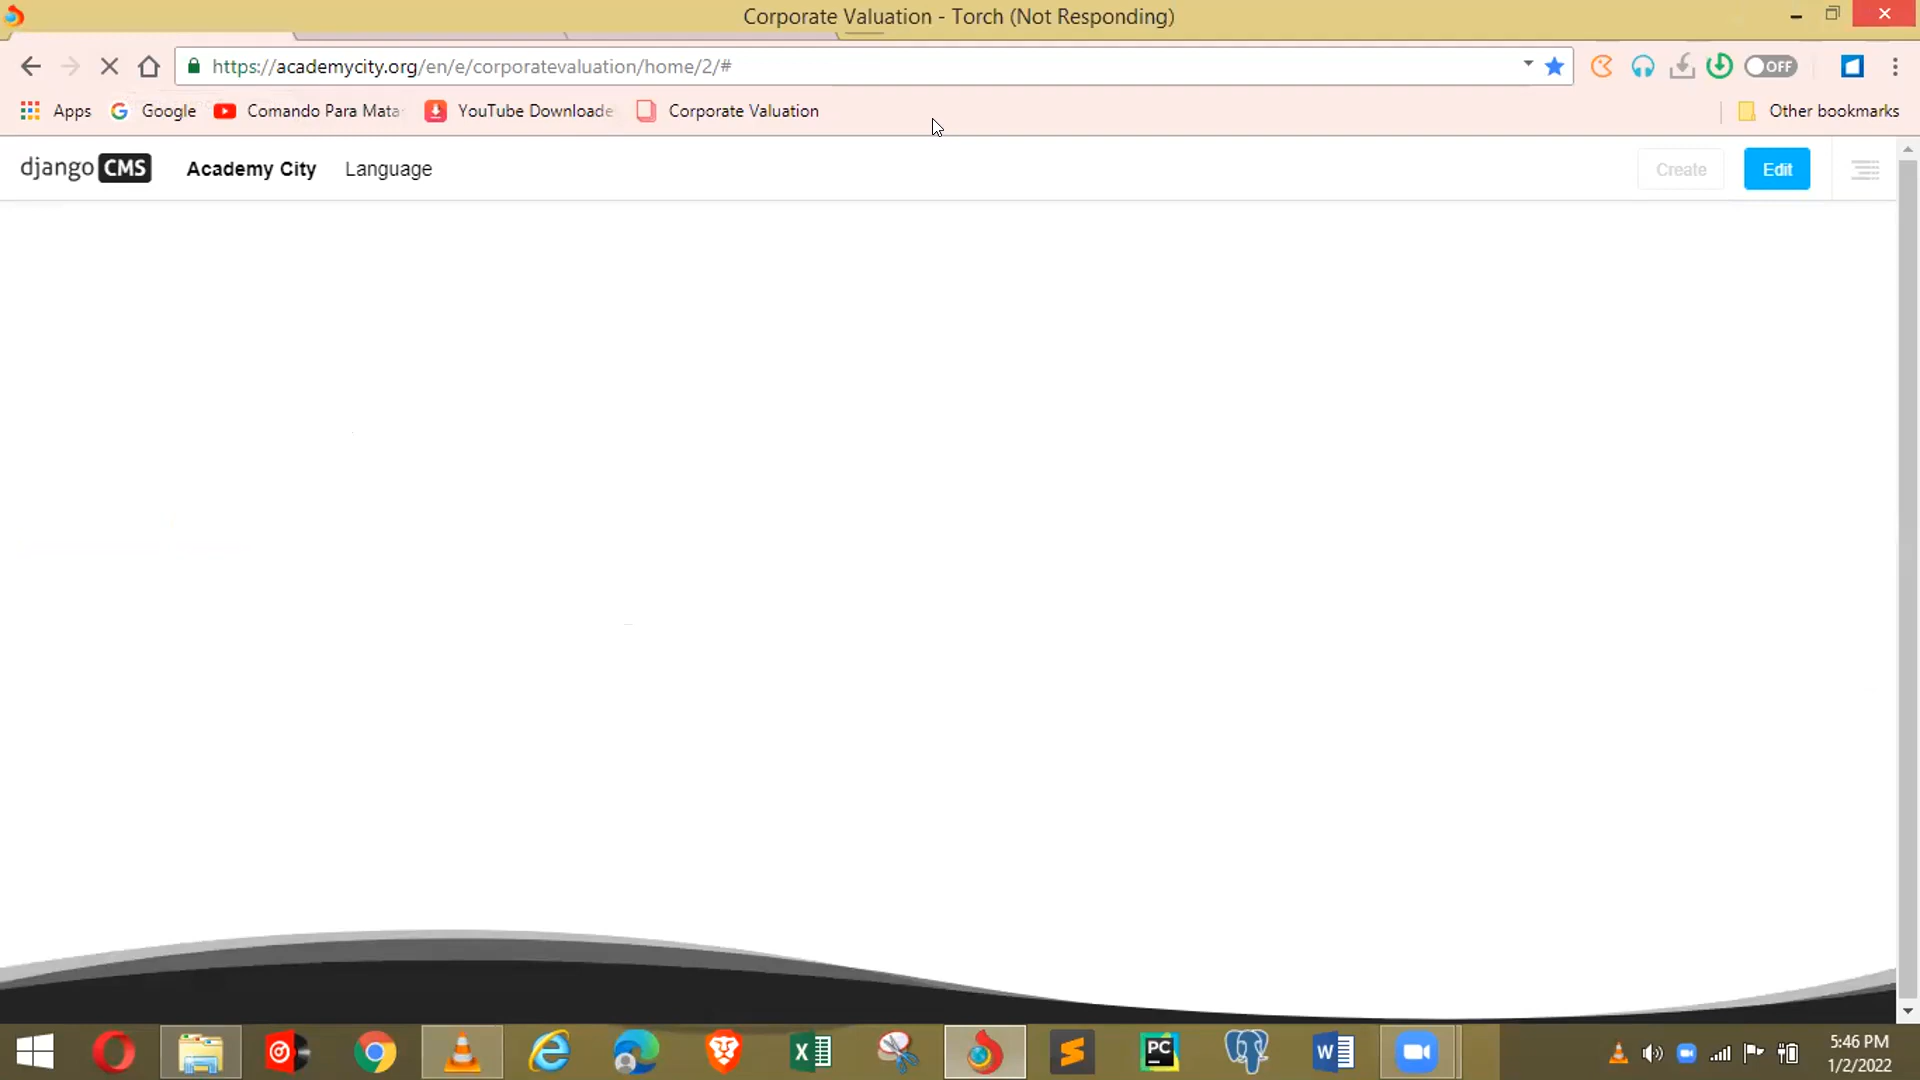 Corporate Valuation - Torch (Not Responding)
https://academycity.org/en/e/corporatevaluation/home/2/#
OFF
Apps
Google
Comando Para Mata
YouTube Downloade
Corporate Valuation
Other bookmarks
django CMS
Academy City
Language
Create
Edit
PC
5:46 PM
1/2/2022